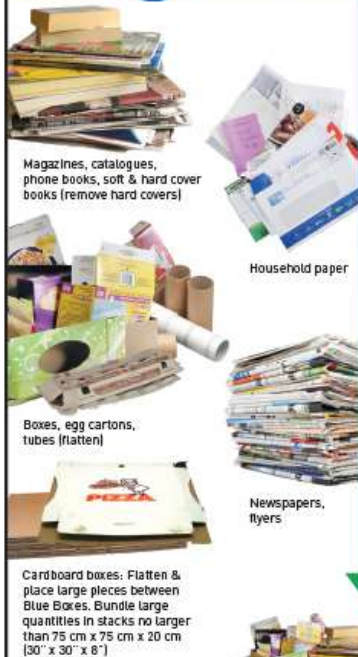 Magazines, catalogues,
phone books, soft & hard cover
books (remove hard covers)
Household paper
Boxes, egg cartons,
tubes (flatten)
Newspapers,
flyers
PIZZA
Cardboard boxes: Flatten &
place large pieces between
Blue Boxes. Bundle large
quantities in stacks no larger
than 75 cm x 75 cm x 20 cm
(30" x 30" x 8")